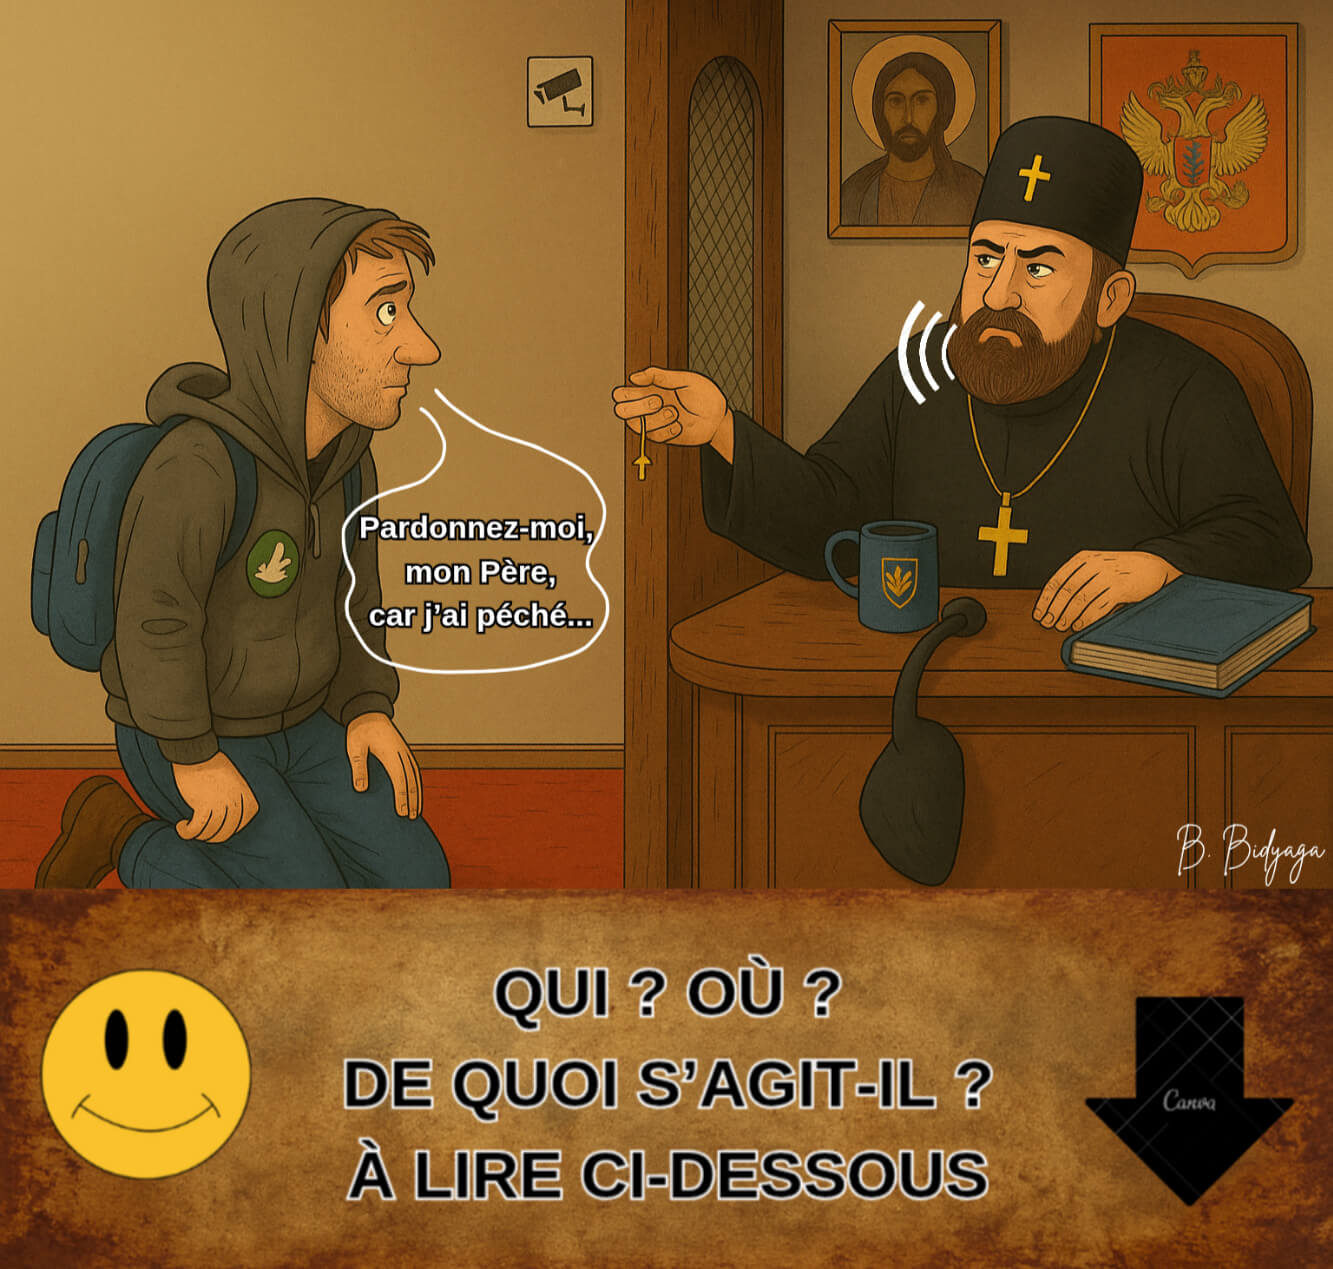 Pardonnez-moi,
mon Père,
car j’ai péché...
B. Bidyaga
QUI ? OÙ ?
DE QUOI S’AGIT-IL ?
À LIRE CI-DESSOUS
Canva